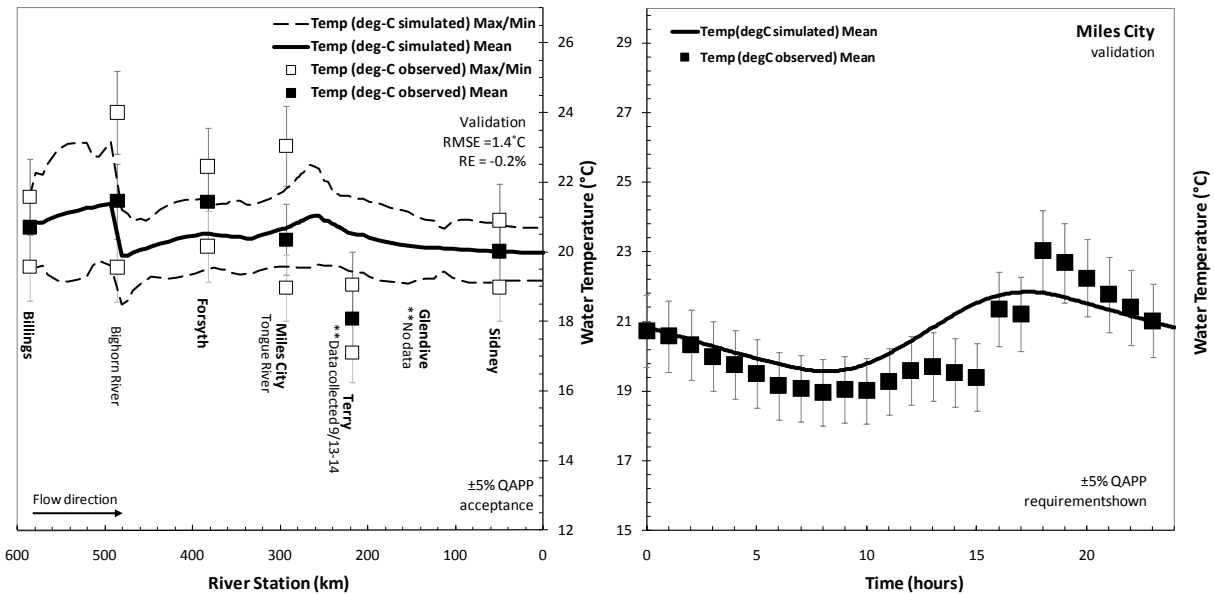 Temp (deg-C simulated) Max/Min
Temp (deg-C simulated) Mean
Temp (deg-C observed) Max/Min
Temp (deg-C observed) Mean
Validation
RMSE =1.4˚C
RE = -0.2%
26
24
22
20
18
16
14
12
Water Temperature (°C)
Billings
Bighorn River
Forsyth
Miles City
Tongue River
**Data collected 9/13-14
Terry
Glendive
**No data
Sidney
Flow direction
±5% QAPP
acceptance
600
500
400
300
200
100
0
River Station (km)
Temp(degC simulated) Mean
Temp (degC observed) Mean
Miles City
validation
29
27
25
23
21
19
17
15
Water Temperature (°C)
±5% QAPP
requirementshown
0
5
10
15
20
Time (hours)